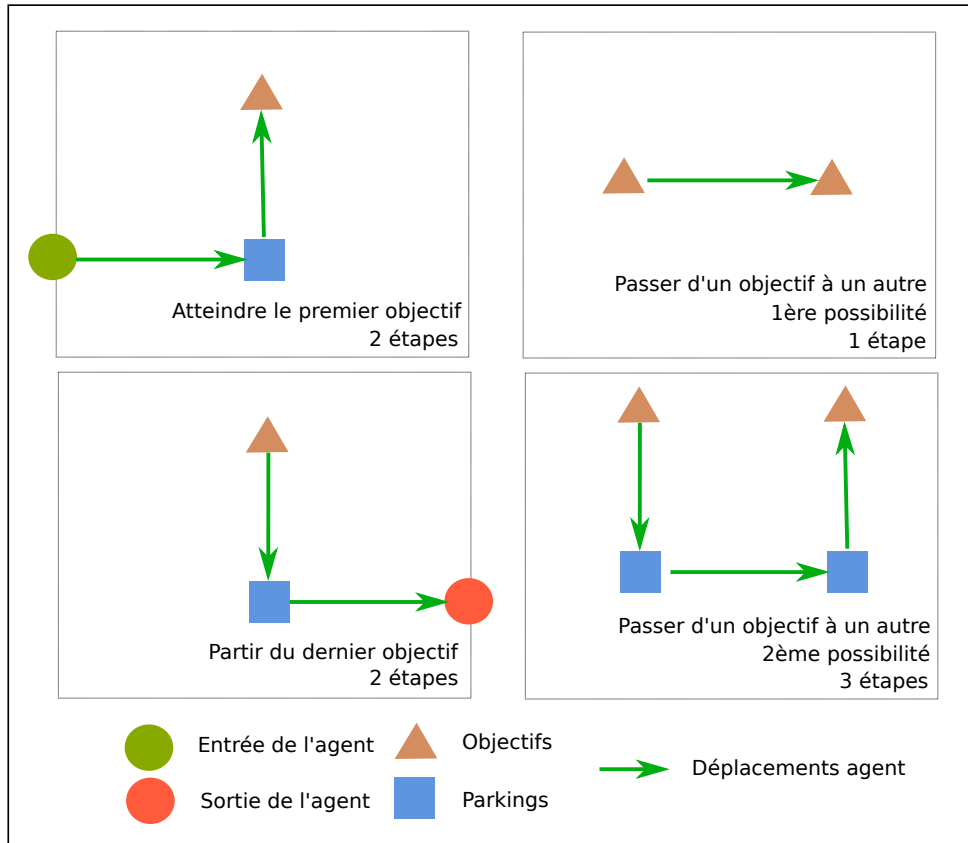 Atteindre le premier objectif
2 étapes
Passer d'un objectif à un autre
1ère possibilité
1 étape
Partir du dernier objectif
2 étapes
Passer d'un objectif à un autre
2ème possibilité
3 étapes
Entrée de l'agent
Objectifs
Déplacements agent
Sortie de l'agent
Parkings